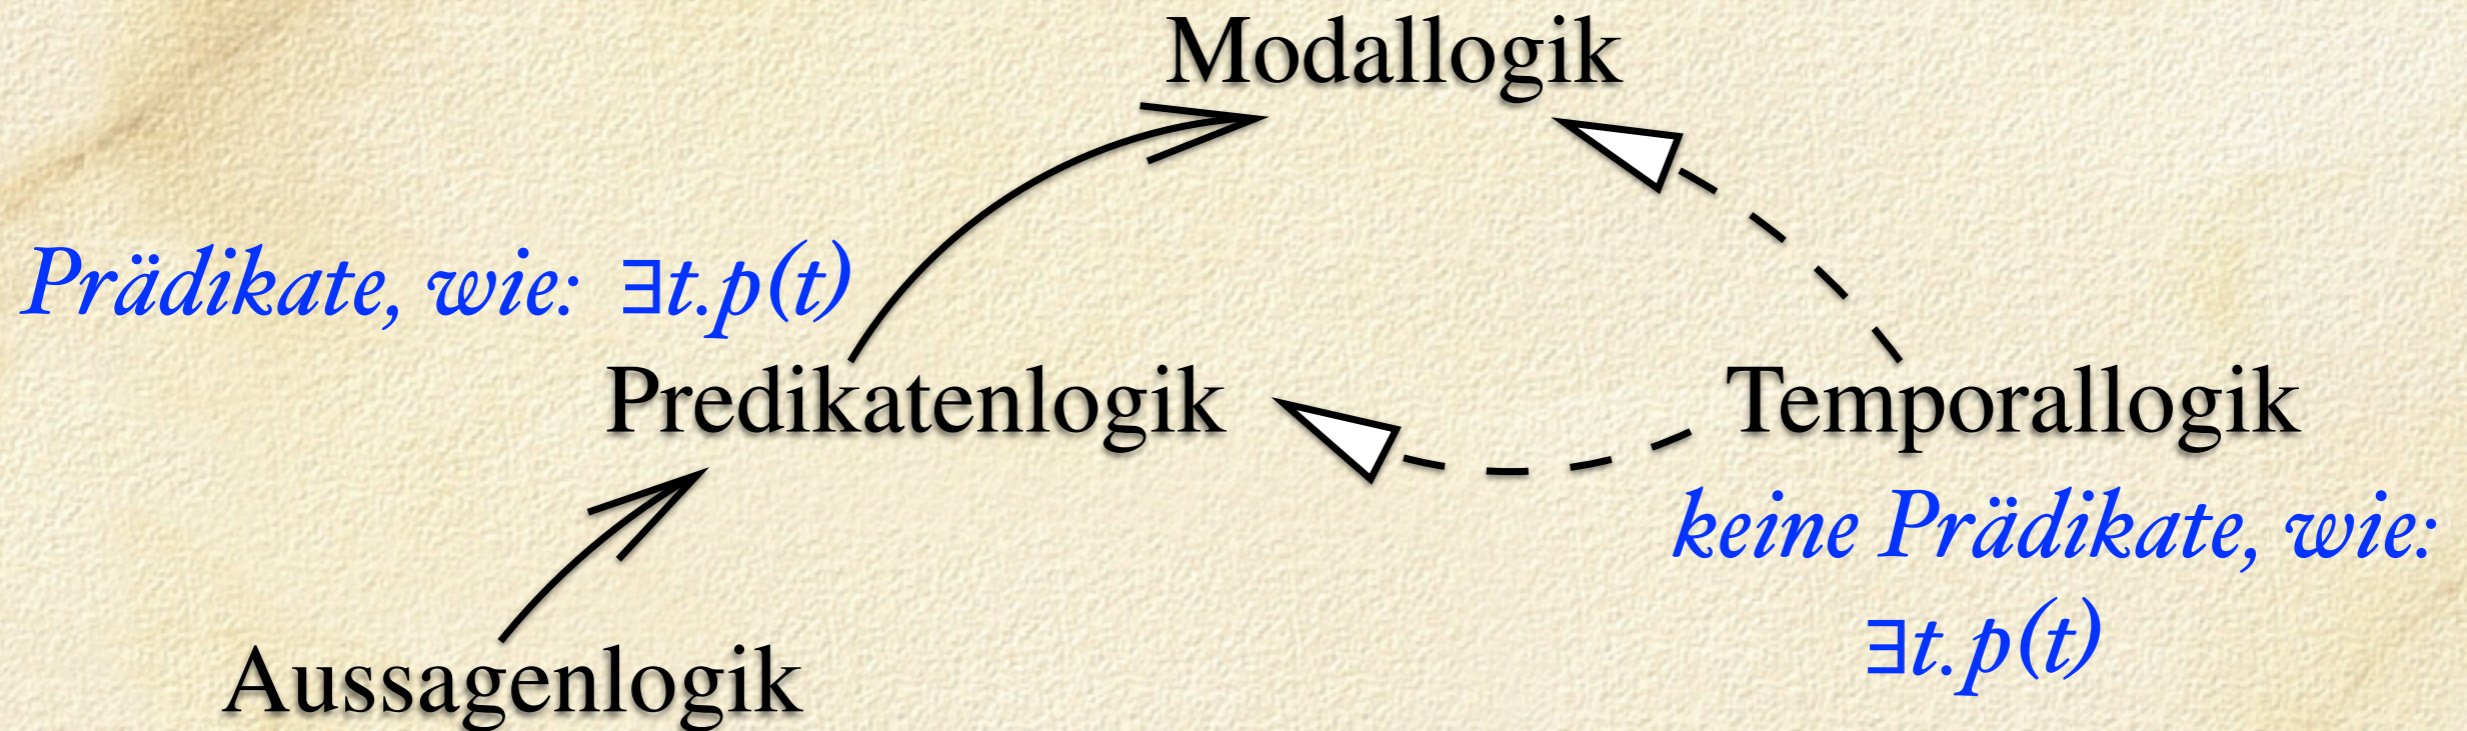 Modallogik
Prädikate, wie: ∃t.p(t)
Predikatenlogik
Temporallogik
keine Prädikate, wie:
∃t.p(t)
Aussagenlogik